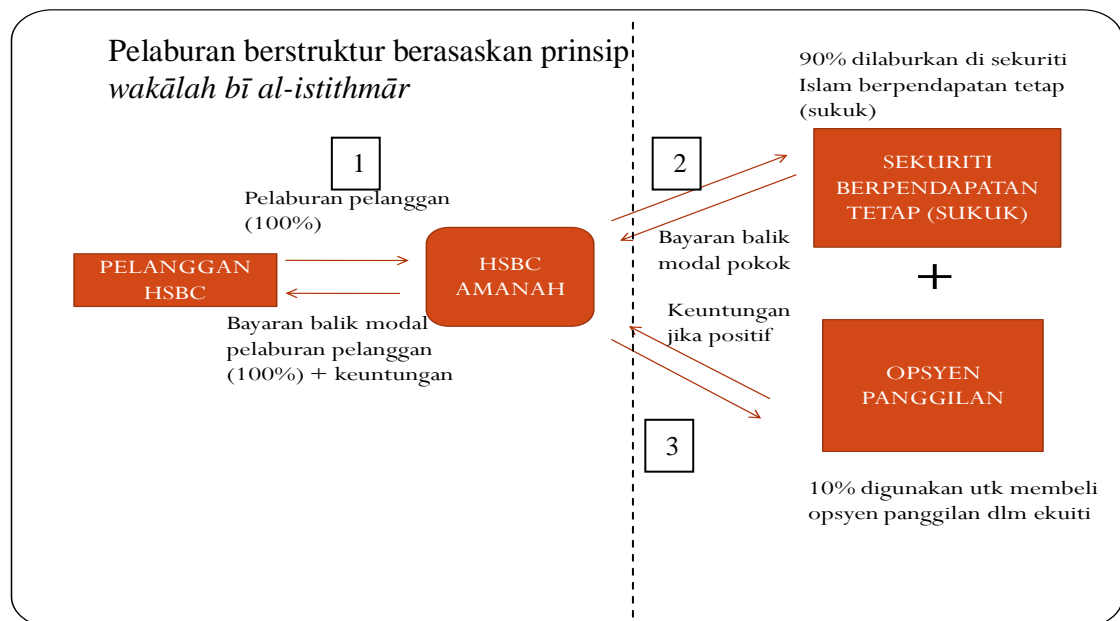 Pelaburan berstruktur berasaskan prinsip
wakālah bī al-istithmār
90% dilaburkan di sekuriti
Islam berpendapatan tetap
(sukuk)
1
2
Pelaburan pelanggan
(100%)
SEKURITI
BERPENDAPATAN
TETAP (SUKUK)
PELANGGAN
HSBC
HSBC
AMANAH
Bayaran balik
modal pokok
+
Bayaran balik modal
pelaburan pelanggan
(100%) + keuntungan
Keuntungan
jika positif
OPSYEN
PANGGILAN
3
10% digunakan utk membeli
opsyen panggilan dlm ekuiti